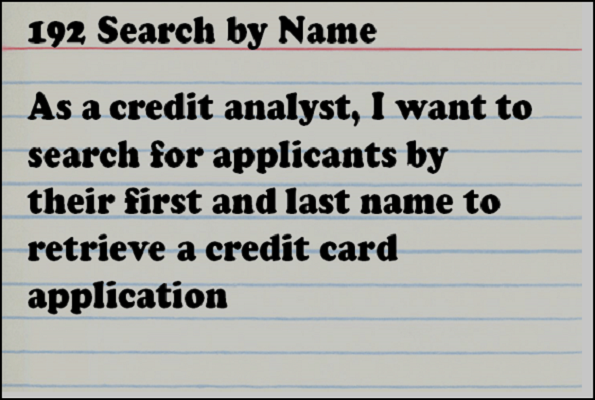 192 Search by Name
As a credit analyst, I want to
search for applicants by
their first and last name to
retrieve a credit card
application